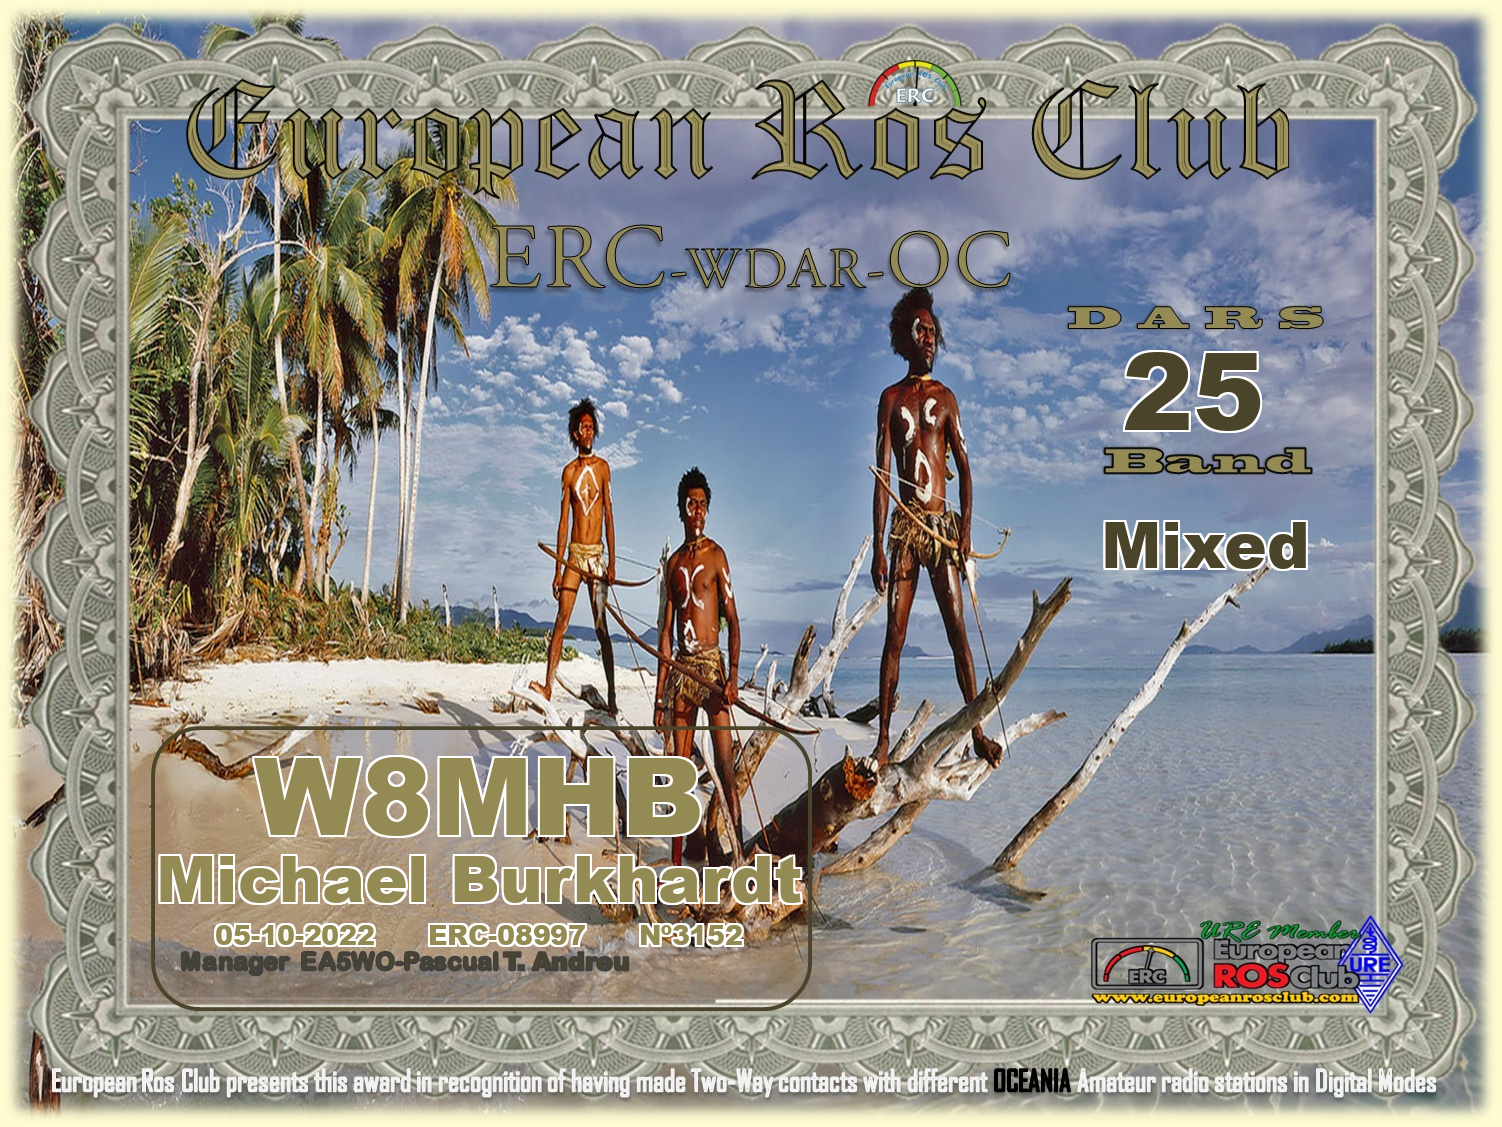 European Ros Club
European Ros Club
ERC
ERC-WDAR-OC
DARS
25
Band
Mixed
W8MHB
Michael Burkhardt
05-10-2022 ERC-08997 Nº3152
Manager EA5WO-Pascual T. Andreu
URE Member
European
ROSClub
ERC
URE
www.europeanrosclub.com
European Ros Club presents this award in recognition of having made Two-Way contacts with different OCEANIA Amateur radio stations in Digital Modes